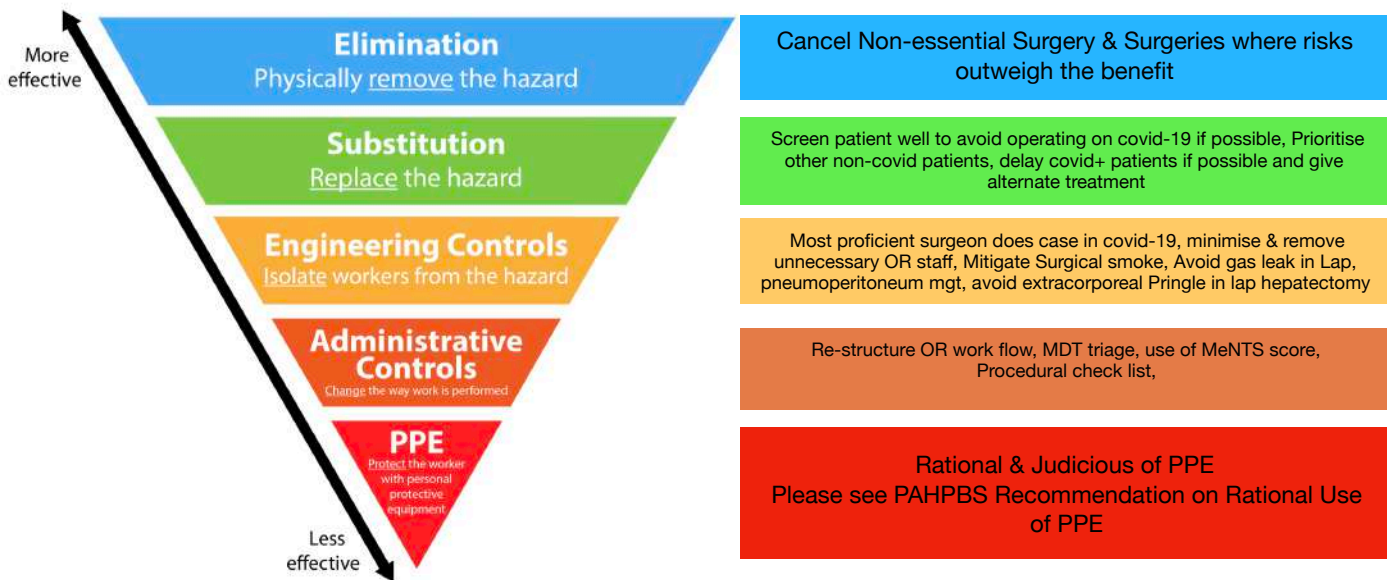 More
effective
Elimination
Physically remove the hazard
Cancel Non-essential Surgery & Surgeries where risks
outweigh the benefit
Substitution
Replace the hazard
Screen patient well to avoid operating on covid-19 if possible, Prioritise
other non-covid patients, delay covid+ patients if possible and give
alternate treatment
Engineering Controls
Isolate workers from the hazard
Most proficient surgeon does case in covid-19, minimise & remove
unnecessary OR staff, Mitigate Surgical smoke, Avoid gas leak in Lap,
pneumoperitoneum mgt, avoid extracorporeal Pringle in lap hepatectomy
Administrative
Controls
Change the way work is performed
Re-structure OR work flow, MDT triage, use of MeNTS score,
Procedural check list,
PPE
Protect the worker
with personal
protective
equipment
Rational & Judicious of PPE
Please see PAHPBS Recommendation on Rational Use
of PPE
Less
effective